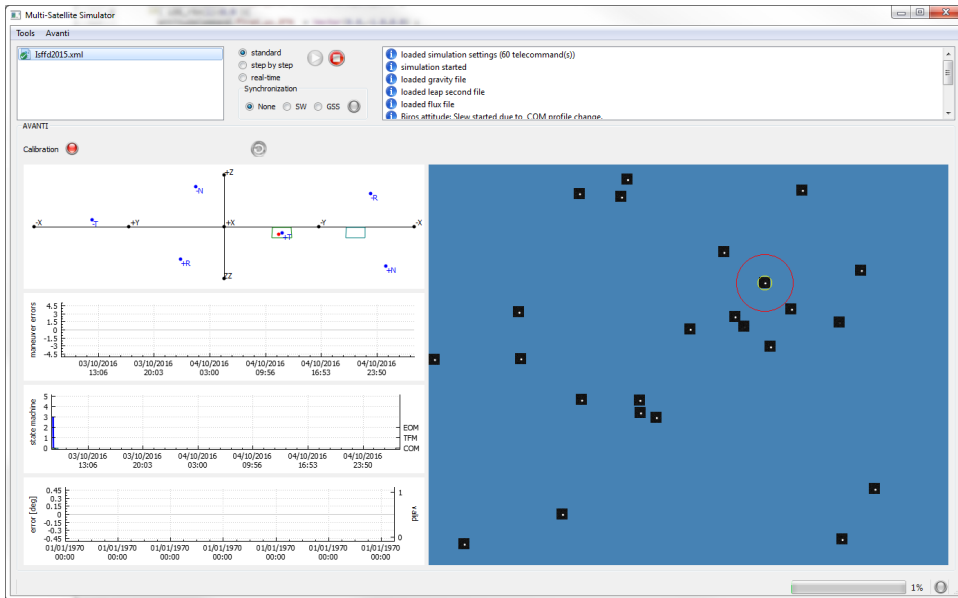 Multi-Satellite Simulator
Tools Avanti
Isffd2015.xml
standard
step by step
real-time
Synchronization
None SW GSS
loaded simulation settings (60 telecommand(s))
simulation started
loaded gravity file
loaded leap second file
loaded flux file
Biros attitude: Slew started due to COM profile change.
AVANTI
Calibration
+Z
-N
-R
-X -T +Y +X -Y -X
+T
+R
+N
ZZ
maneuver errors
4.5
3
1.5
0
-1.5
-3
-4.5
03/10/2016 03/10/2016 04/10/2016 04/10/2016 04/10/2016 04/10/2016
13:06 20:03 03:00 09:56 16:53 23:50
state machine
5
4
3 EOM
2
1 TFM
0 COM
03/10/2016 03/10/2016 04/10/2016 04/10/2016 04/10/2016 04/10/2016
13:06 20:03 03:00 09:56 16:53 23:50
error [deg]
0.45 1
0.3
0.15
0 valid
-0.15
-0.3
-0.45 0
01/01/1970 01/01/1970 01/01/1970 01/01/1970 01/01/1970 01/01/1970 01/01/1970
00:00 00:00 00:00 00:00 00:00 00:00 00:00
1%